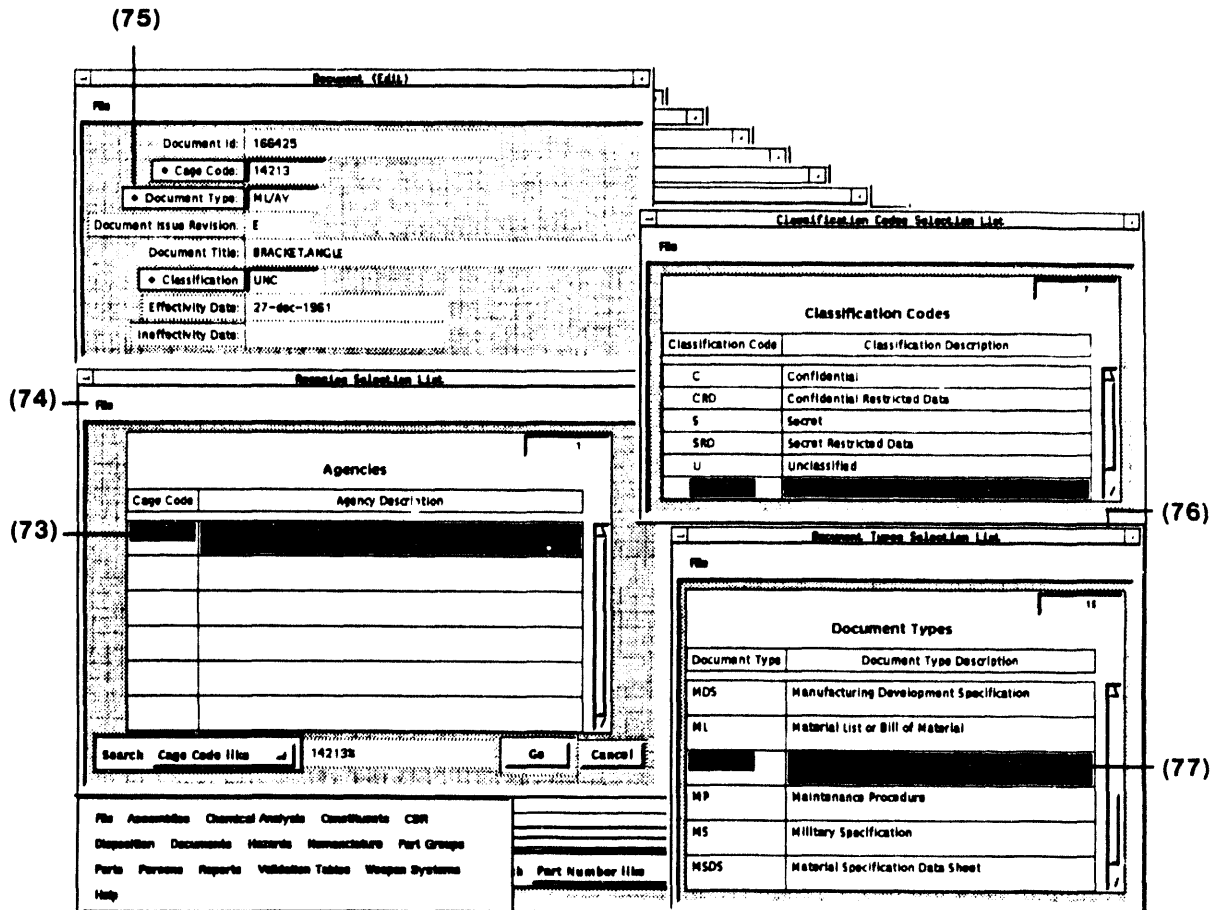 (75)
Document (Edit)
File
Document Id: 166425
• Cage Code: 14213
• Document Type: ML/AY
Document Issue Revision: E
Document Title: BRACKET,ANGLE
• Classification UNC
Effectivity Date: 27-dec-1961
Ineffectivity Date:
(74)
Agencies Selection List
File
1
Agencies
Cage Code Agency Description
(73)
Search Cage Code like 14213% Go Cancel
File Assemblies Chemical Analysis Constituents CSR
Disposition Documents Hazards Nomenclature Part Groups
Parts Persons Reports Validation Tables Weapon Systems
Help
Part Number like
Classification Codes Selection List
File
7
Classification Codes
Classification Code Classification Description
C Confidential
CRD Confidential Restricted Data
S Secret
SRD Secret Restricted Data
U Unclassified
(76)
Document Types Selection List
File
Document Types
Document Type Document Type Description
MDS Manufacturing Development Specification
ML Material List or Bill of Material
(77)
MP Maintenance Procedure
MS Military Specification
MSDS Material Specification Data Sheet